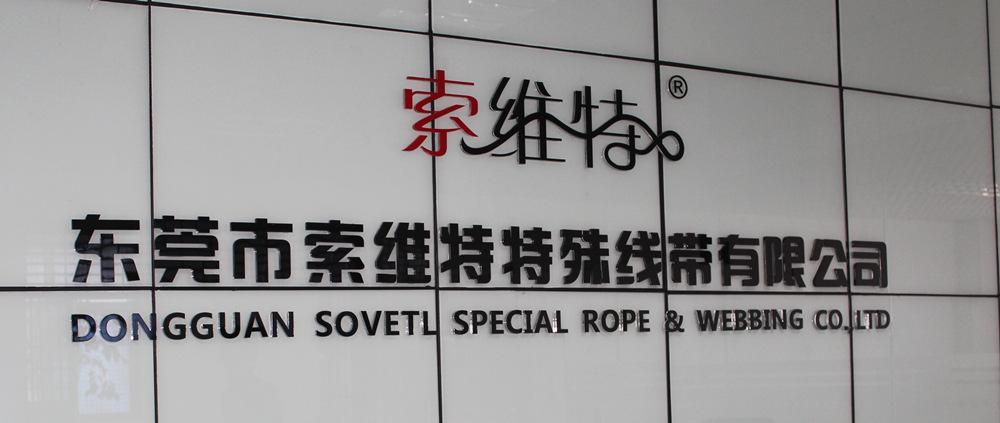 索维特®
东莞市索维特特殊线带有限公司
DONGGUAN SOVETL SPECIAL ROPE & WEBBING CO.,LTD